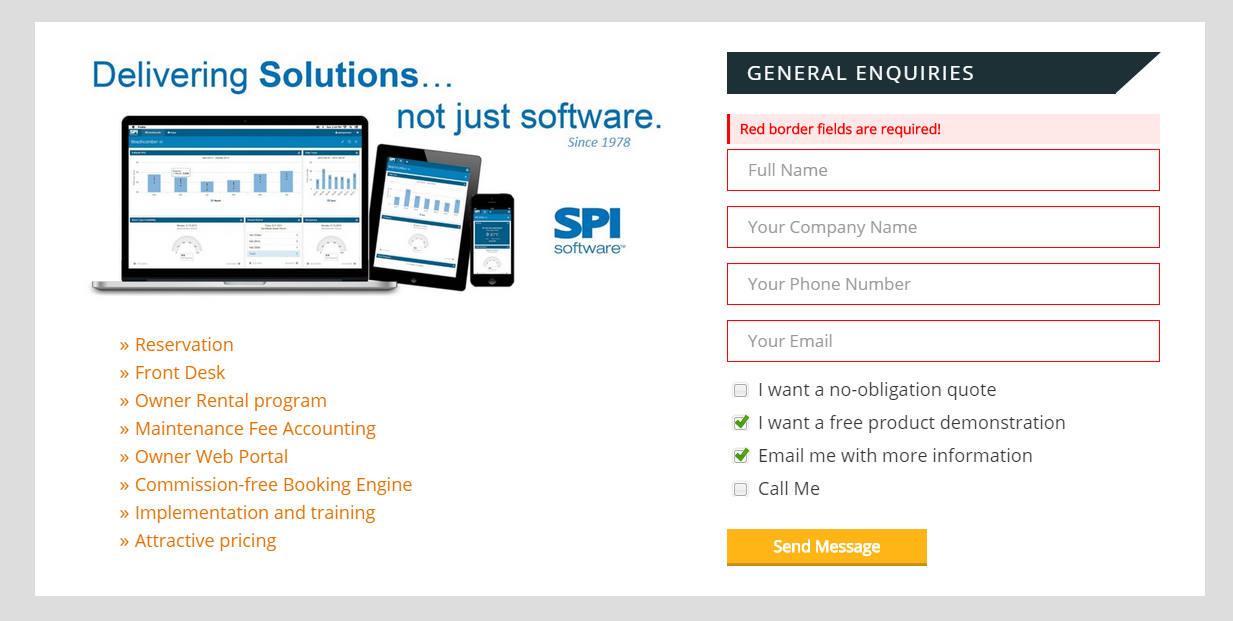 Delivering Solutions...
not just software.
Since 1978
SPI
software™
» Reservation
» Front Desk
» Owner Rental program
» Maintenance Fee Accounting
» Owner Web Portal
» Commission-free Booking Engine
» Implementation and training
» Attractive pricing
GENERAL ENQUIRIES
Red border fields are required!
Full Name
Your Company Name
Your Phone Number
Your Email
I want a no-obligation quote
I want a free product demonstration
Email me with more information
Call Me
Send Message